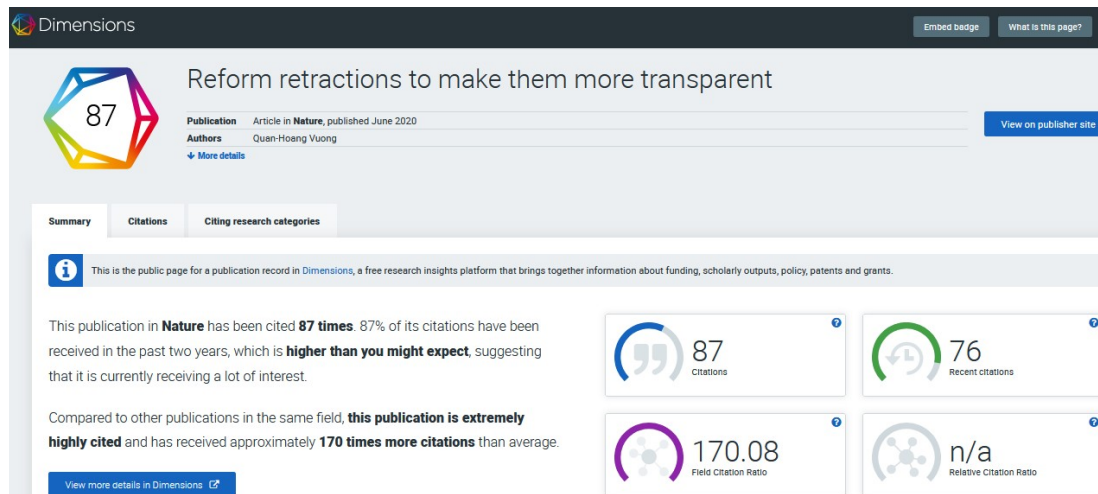 Dimensions
Embed badge
What is this page?
87
Reform retractions to make them more transparent
Publication Article in Nature, published June 2020
Authors Quan-Hoang Vuong
More details
View on publisher site
Summary Citations Citing research categories
This is the public page for a publication record in Dimensions, a free research insights platform that brings together information about funding, scholarly outputs, policy, patents and grants.
This publication in Nature has been cited 87 times. 87% of its citations have been
received in the past two years, which is higher than you might expect, suggesting
that it is currently receiving a lot of interest.
Compared to other publications in the same field, this publication is extremely
highly cited and has received approximately 170 times more citations than average.
View more details in Dimensions
87
Citations
76
Recent citations
170.08
Field Citation Ratio
n/a
Relative Citation Ratio